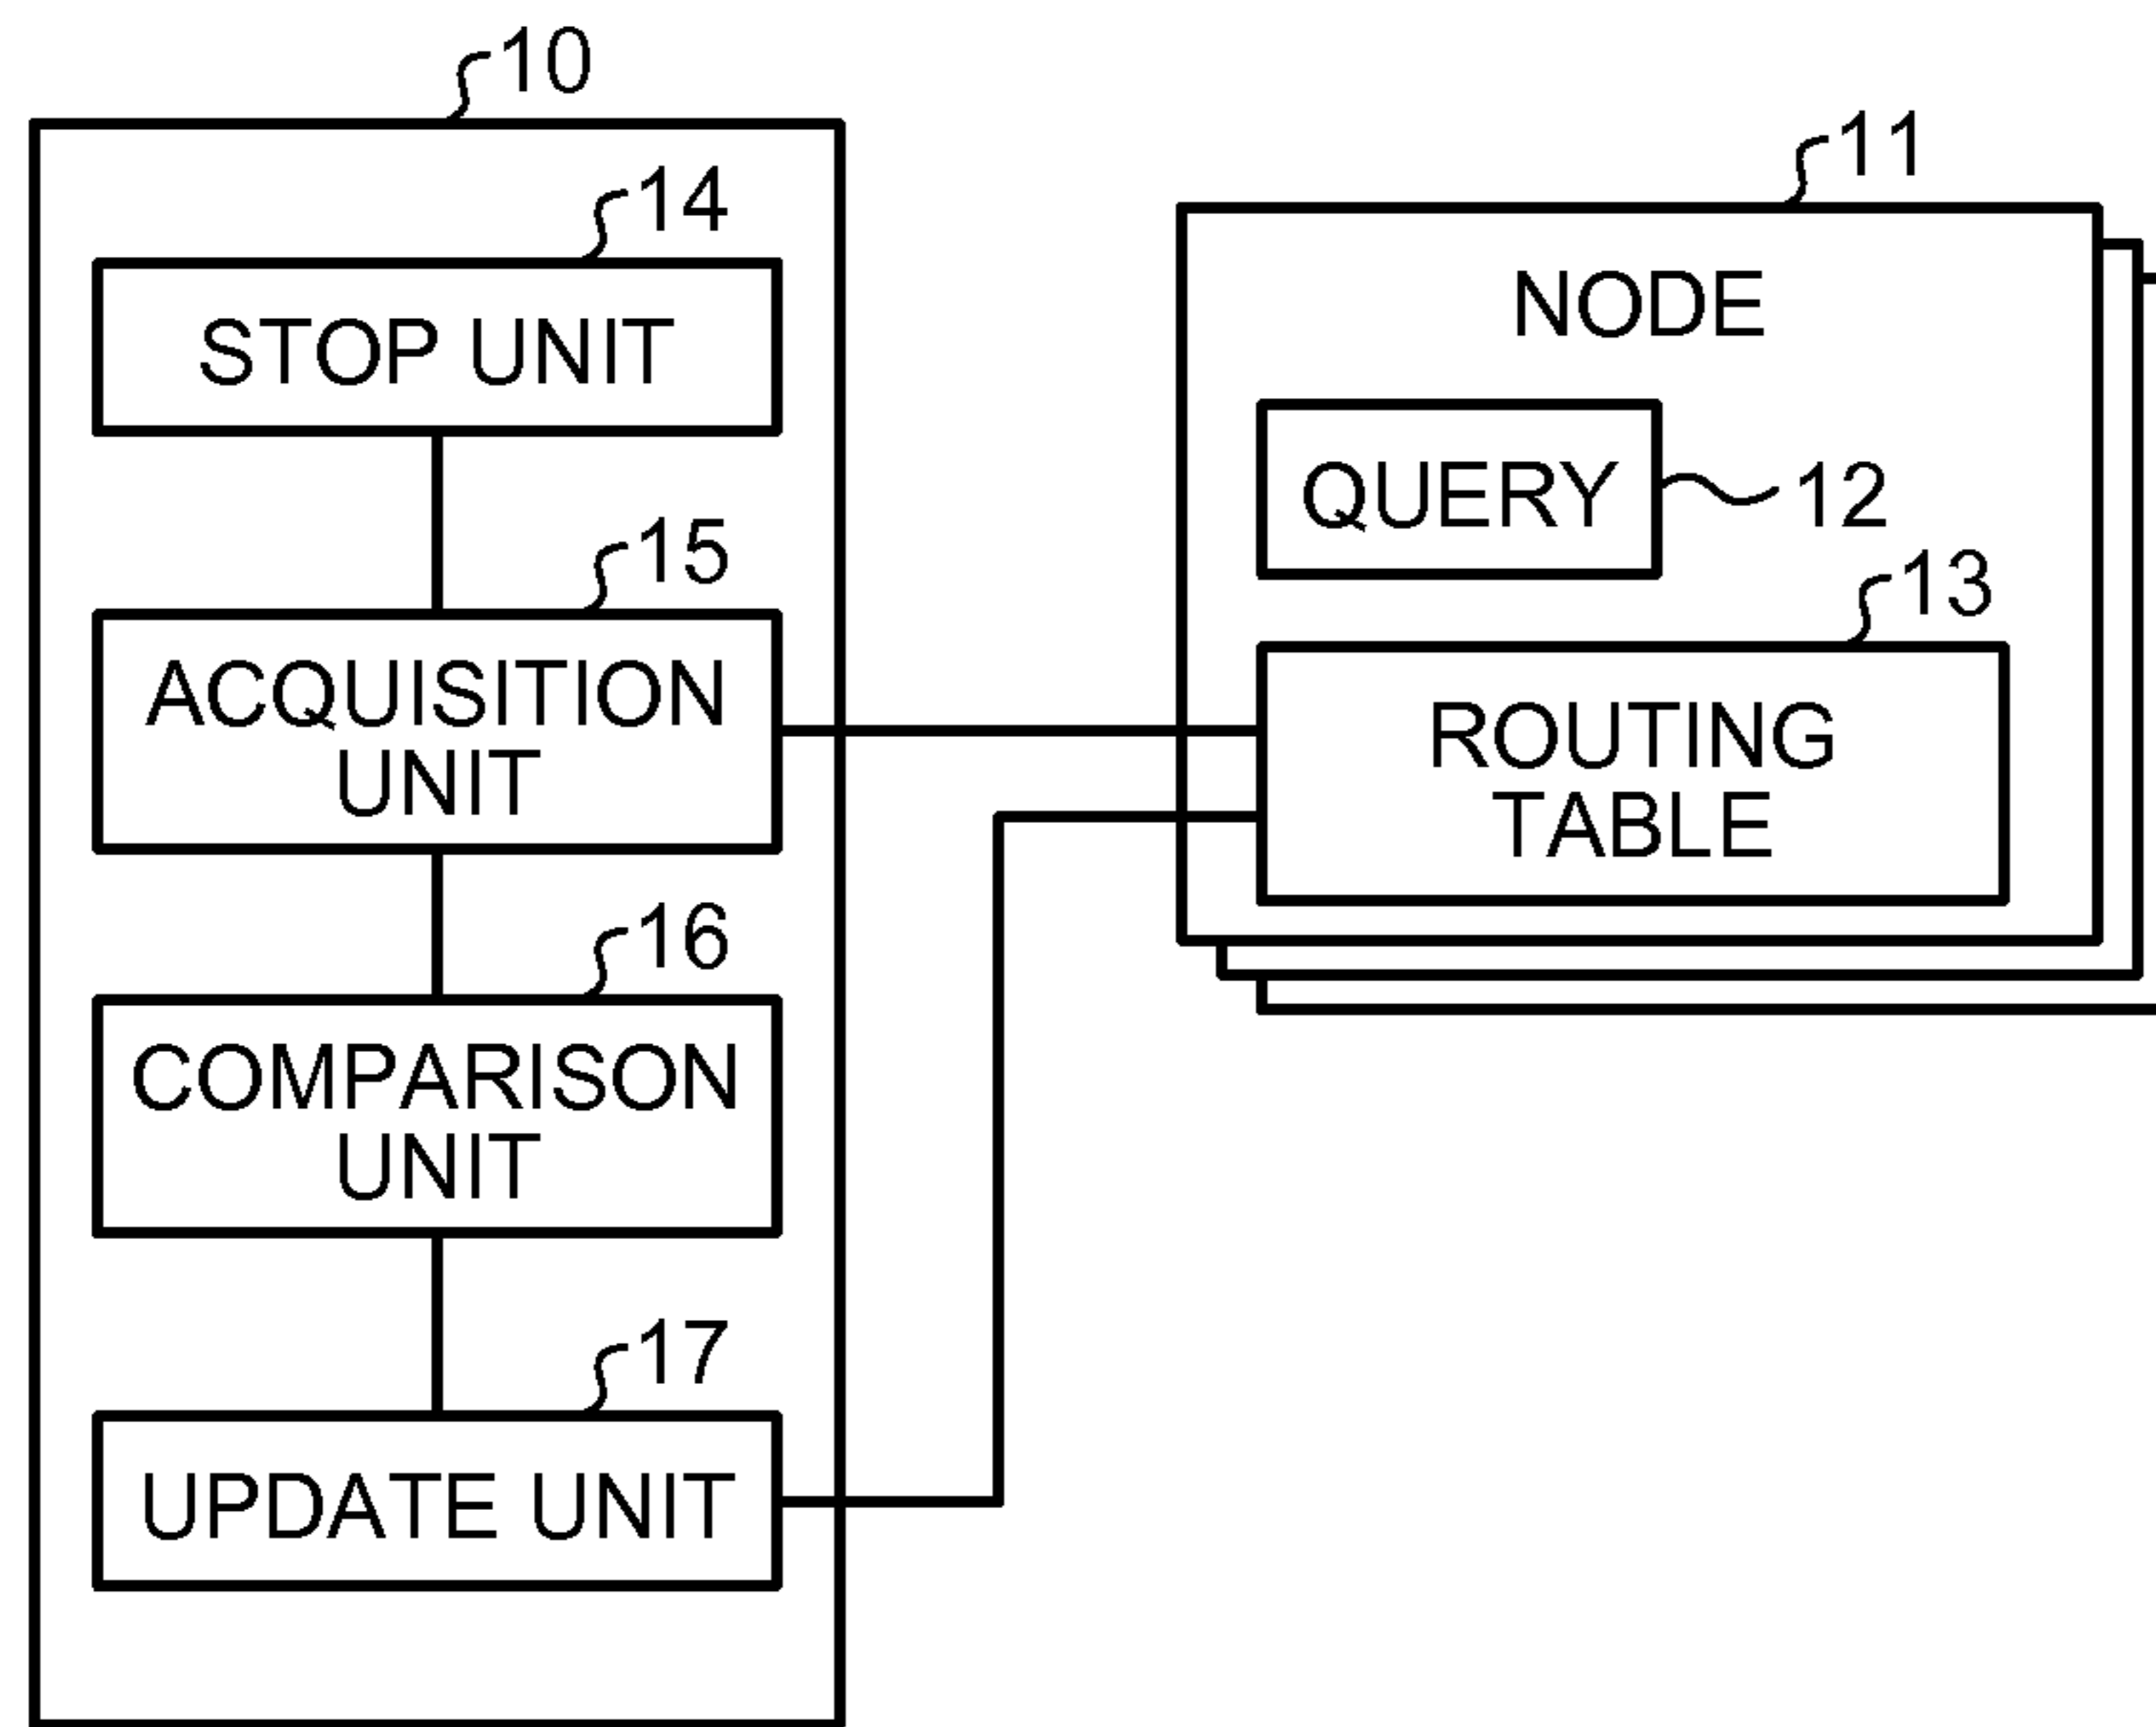 10
14
STOP UNIT
15
ACQUISITION
UNIT
16
COMPARISON
UNIT
17
UPDATE UNIT
11
NODE
QUERY
12
13
ROUTING
TABLE